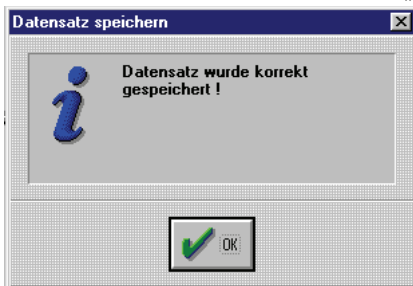 Datensatz speichern
Datensatz wurde korrekt
gespeichert !
OK